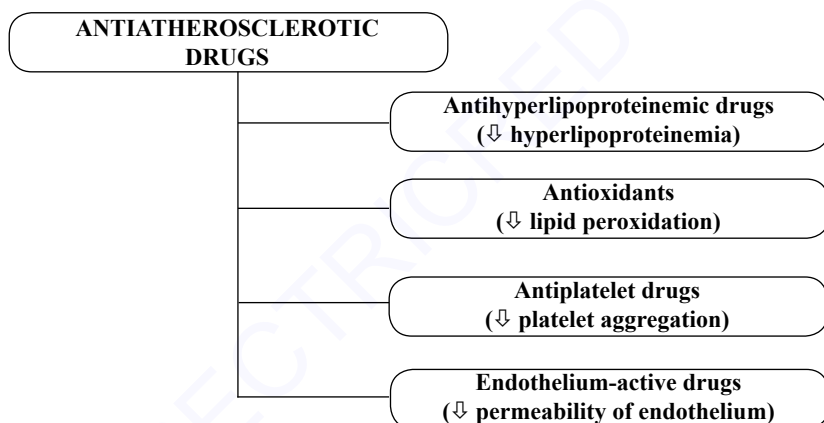 ANTIATHEROSCLEROTIC
DRUGS
Antihyperlipoproteinemic drugs
(⇩ hyperlipoproteinemia)
Antioxidants
(⇩ lipid peroxidation)
Antiplatelet drugs
(⇩ platelet aggregation)
Endothelium-active drugs
(⇩ permeability of endothelium)